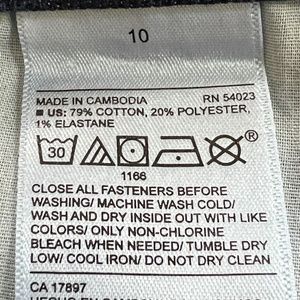 10
MADE IN CAMBODIA RN 54023
■ US: 79% COTTON, 20% POLYESTER,
1% ELASTANE
30 ®
1166
CLOSE ALL FASTENERS BEFORE
WASHING/ MACHINE WASH COLD/
WASH AND DRY INSIDE OUT WITH LIKE
COLORS/ ONLY NON-CHLORINE
BLEACH WHEN NEEDED/ TUMBLE DRY
LOW/ COOL IRON/ DO NOT DRY CLEAN
CA 17897